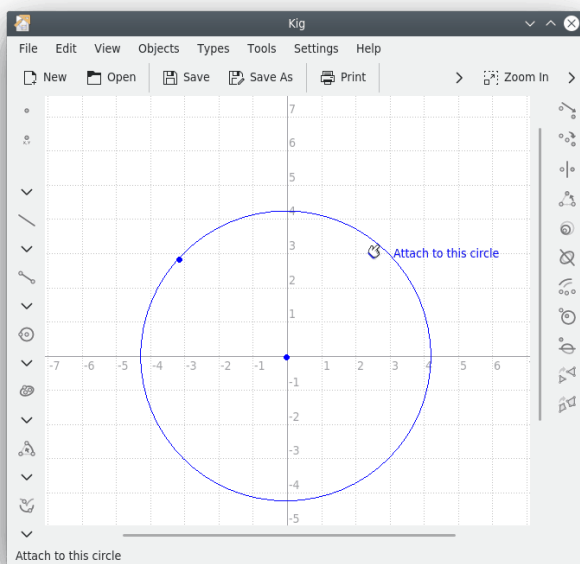 Kig
File Edit View Objects Types Tools Settings Help
New Open Save Save As Print Zoom In
7
6
5
4
3
Attach to this circle
2
1
-7 -6 -5 -4 -3 -2 -1 1 2 3 4 5 6
-1
-2
-3
-4
-5
Attach to this circle